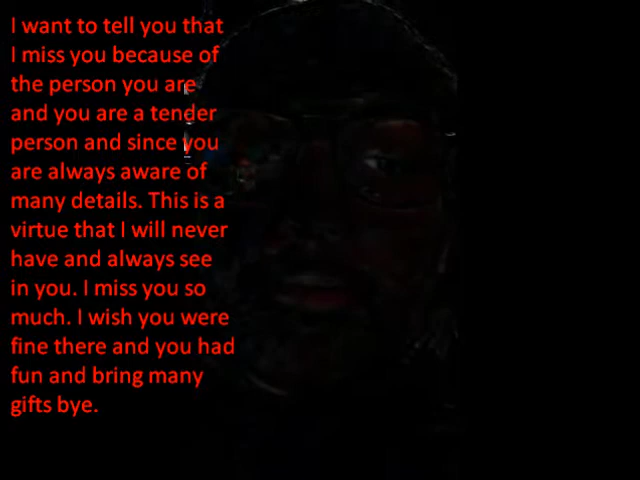 I want to tell you that
I miss you because of
the person you are
and you are a tender
person and since you
are always aware of
many details. This is a
virtue that I will never
have and always see
in you. I miss you so
much. I wish you were
fine there and you had
fun and bring many
gifts bye.